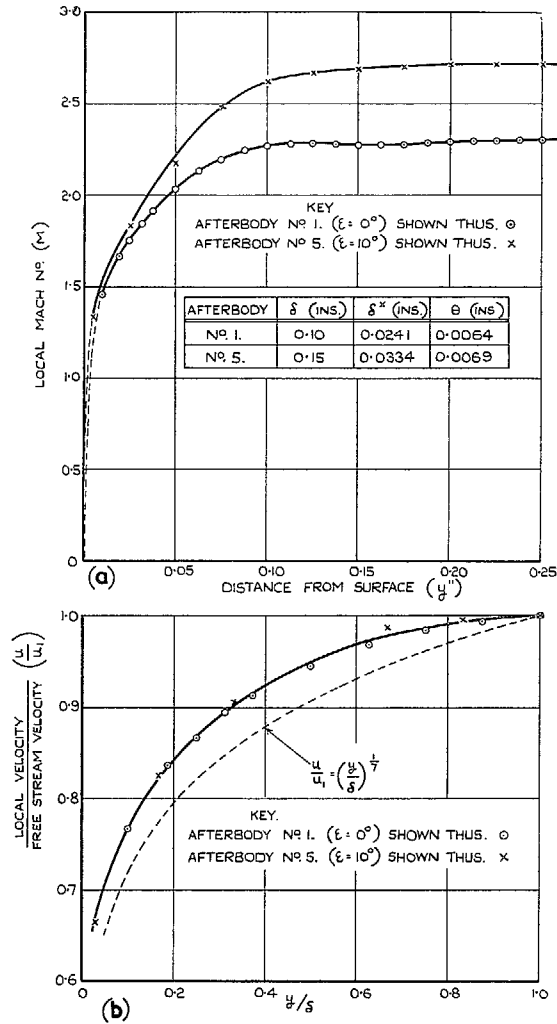 3·0
2·5
2·0
1·5
1·0
0·5
0
LOCAL MACH Nº. (M)
KEY
AFTERBODY Nº 1. (ε = 0°) SHOWN THUS. ⊙
AFTERBODY Nº 5. (ε = 10°) SHOWN THUS. ×
AFTERBODY δ (INS.) δˣ (INS.) θ (INS)
Nº. 1. 0·10 0·0241 0·0064
Nº. 5. 0·15 0·0334 0·0069
0·05 0·10 0·15 0·20 0·25
(a)
DISTANCE FROM SURFACE (y")
1·0
0·9
0·8
0·7
0·6
LOCAL VELOCITY / FREE STREAM VELOCITY (u/u₁)
u/u₁ = (y/δ)^1/7
KEY.
AFTERBODY Nº 1. (ε = 0°) SHOWN THUS. ⊙
AFTERBODY Nº 5. (ε = 10°) SHOWN THUS. ×
0 0·2 0·4 0·6 0·8 1·0
(b)
y/δ